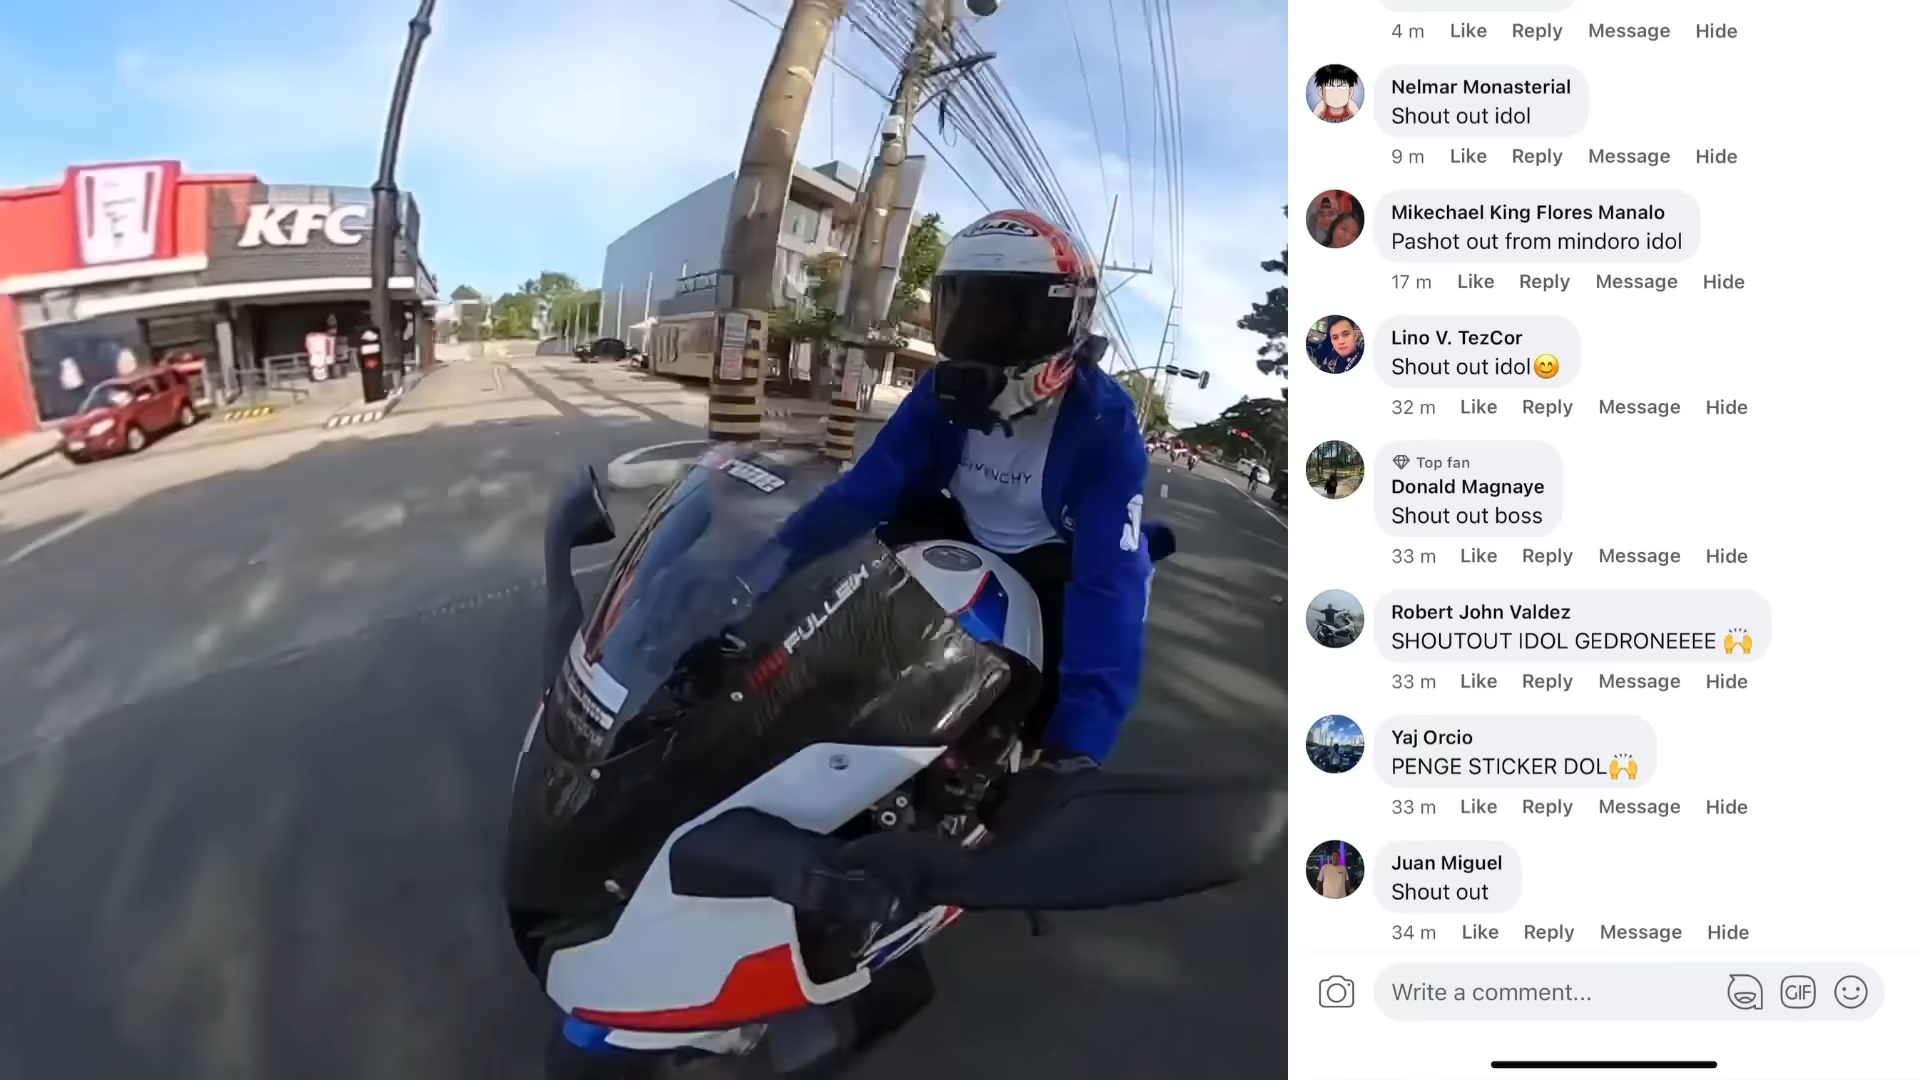 KFC
HJC
GIVENCHY
FULLEX
4 m Like Reply Message Hide
Nelmar Monasterial
Shout out idol
9 m Like Reply Message Hide
Mikechael King Flores Manalo
Pashot out from mindoro idol
17 m Like Reply Message Hide
Lino V. TezCor
Shout out idol😊
32 m Like Reply Message Hide
Top fan
Donald Magnaye
Shout out boss
33 m Like Reply Message Hide
Robert John Valdez
SHOUTOUT IDOL GEDRONEEEE 🙌
33 m Like Reply Message Hide
Yaj Orcio
PENGE STICKER DOL🙌
33 m Like Reply Message Hide
Juan Miguel
Shout out
34 m Like Reply Message Hide
Write a comment...
GIF